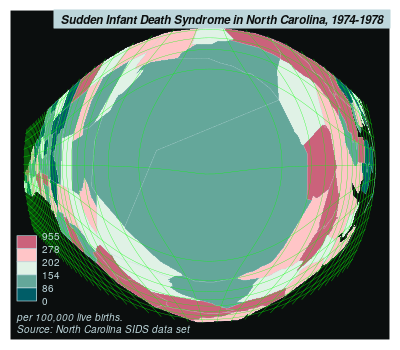 Sudden Infant Death Syndrome in North Carolina, 1974-1978
955
278
202
154
86
0
per 100,000 live births.
Source: North Carolina SIDS data set